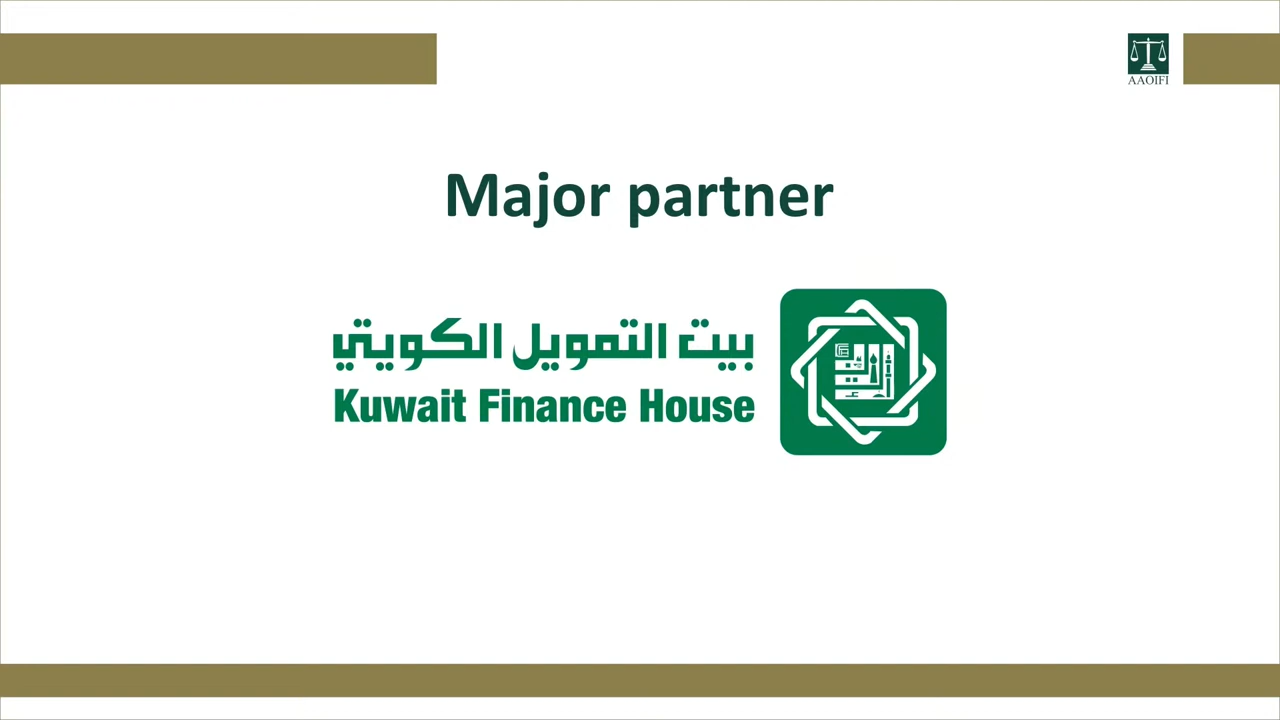 AAOIFI
Major partner
بيت التمويل الكويتي
Kuwait Finance House